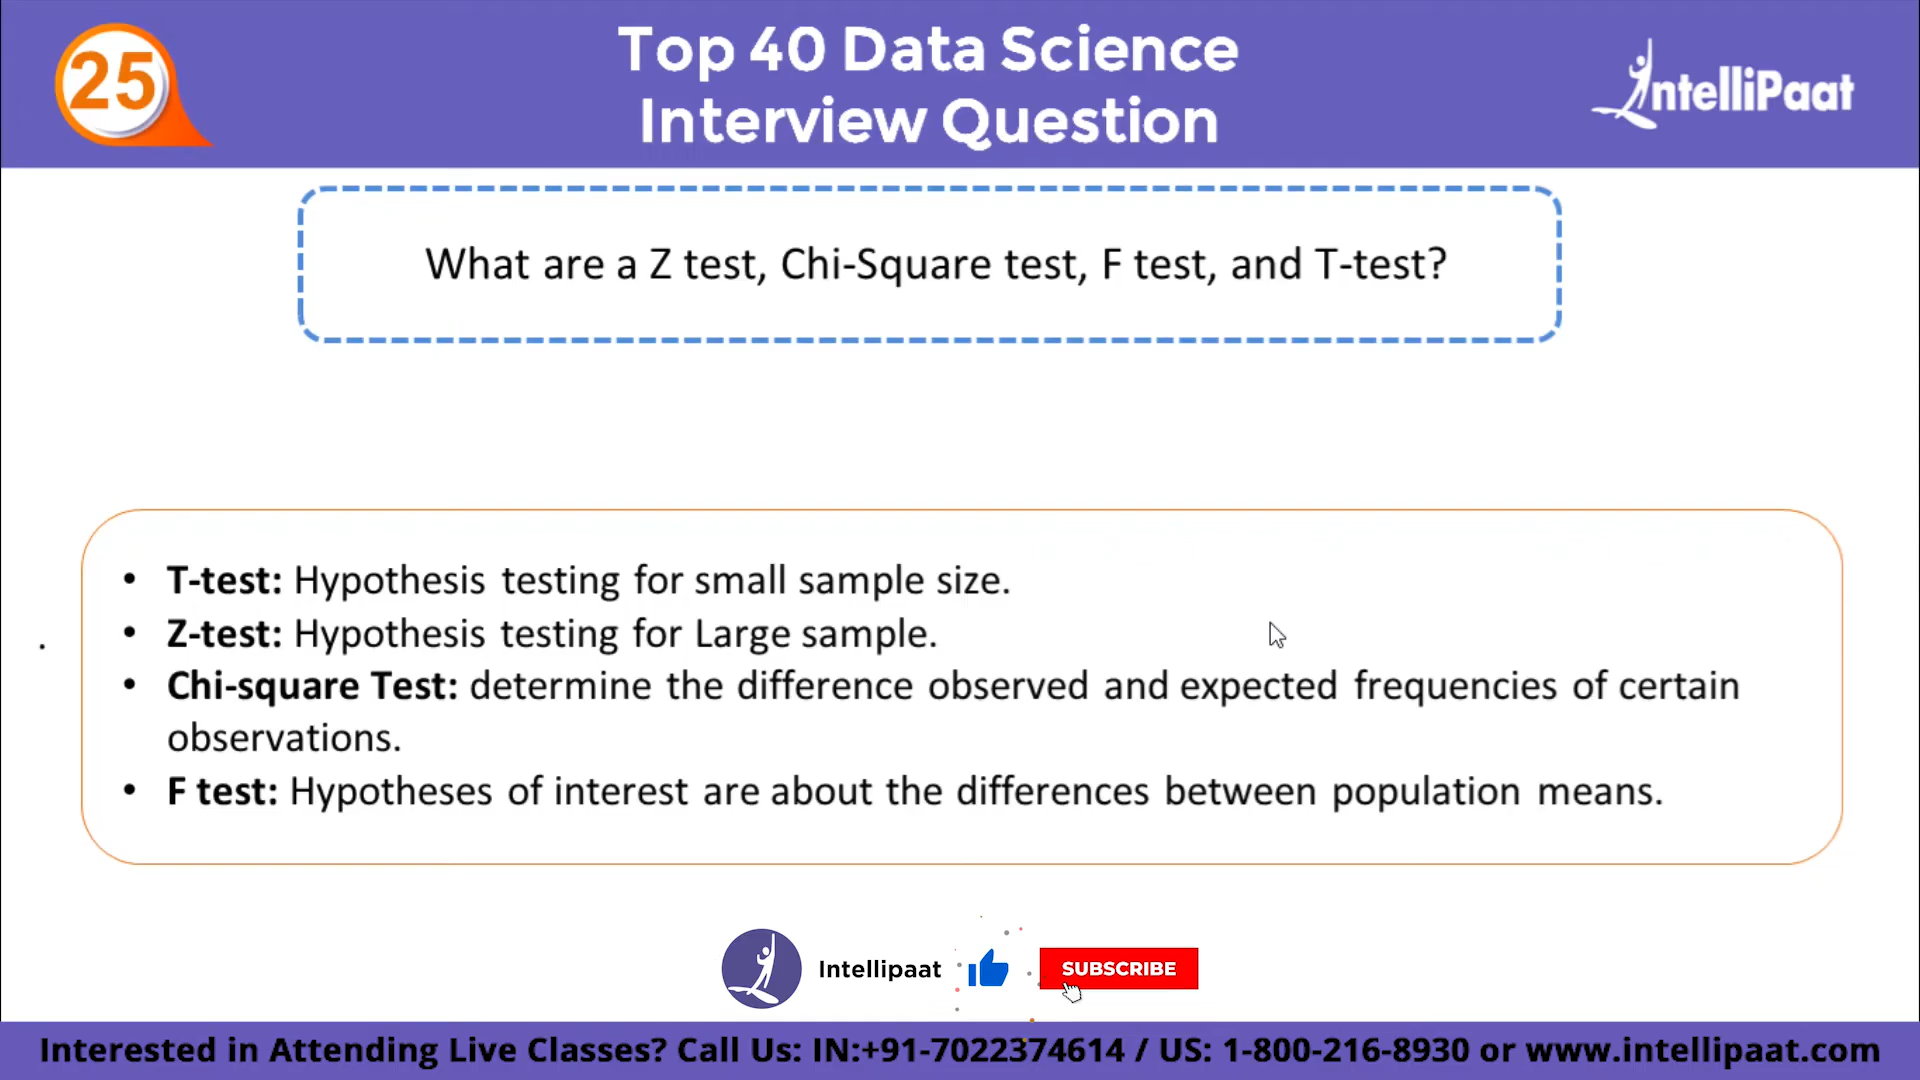 25
Top 40 Data Science
Interview Question
IntelliPaat
What are a Z test, Chi-Square test, F test, and T-test?
• T-test: Hypothesis testing for small sample size.
• Z-test: Hypothesis testing for Large sample.
.
• Chi-square Test: determine the difference observed and expected frequencies of certain
observations.
• F test: Hypotheses of interest are about the differences between population means.
Intellipaat
SUBSCRIBE
Interested in Attending Live Classes? Call Us: IN:+91-7022374614 / US: 1-800-216-8930 or www.intellipaat.com